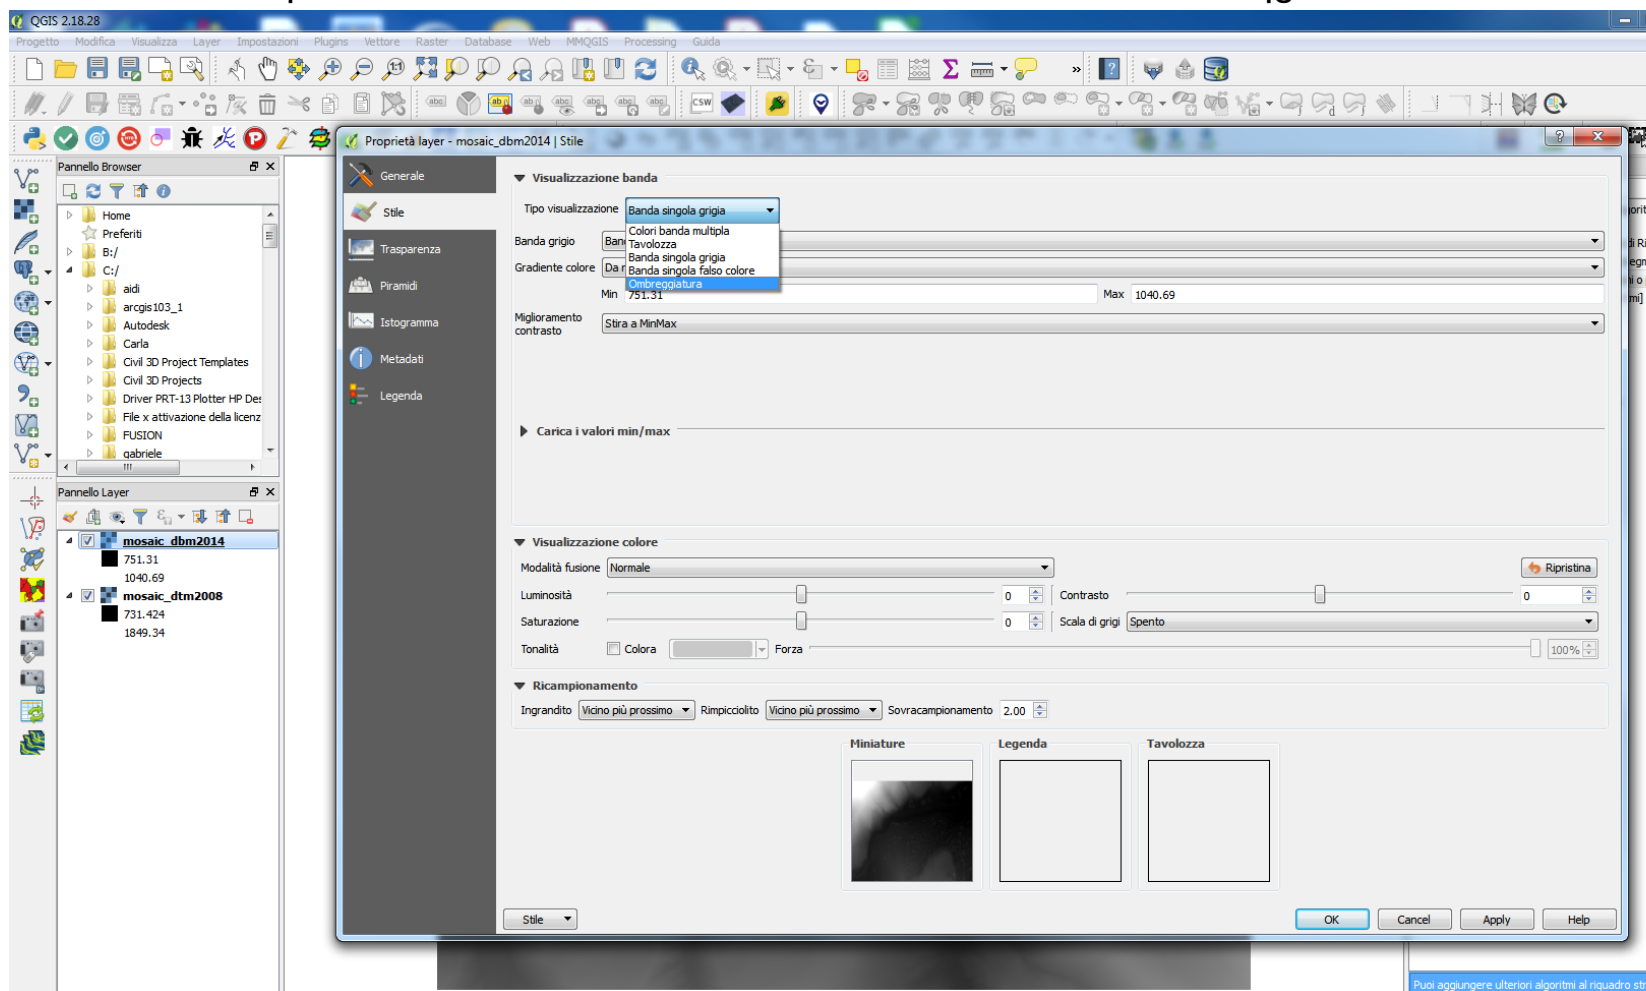 QGIS 2.18.28
Progetto Modifica Visualizza Layer Impostazioni Plugins Vettore Raster Database Web MMQGIS Processing Guida
Pannello Browser
Home
Preferiti
B:/
C:/
aidi
arcgis103_1
Autodesk
Carla
Civil 3D Project Templates
Civil 3D Projects
Driver PRT-13 Plotter HP Des
File x attivazione della licenz
FUSION
gabriele
Pannello Layer
mosaic_dbm2014
751.31
1040.69
mosaic_dtm2008
731.424
1849.34
Proprietà layer - mosaic_dbm2014 | Stile
Generale
Stile
Trasparenza
Piramidi
Istogramma
Metadati
Legenda
Visualizzazione banda
Tipo visualizzazione Banda singola grigia
Colori banda multipla
Tavolozza
Banda singola grigia
Banda singola falso colore
Ombreggiatura
Banda grigio
Gradiente colore
Min 751.31 Max 1040.69
Miglioramento contrasto Stira a MinMax
Carica i valori min/max
Visualizzazione colore
Modalità fusione Normale Ripristina
Luminosità 0 Contrasto 0
Saturazione 0 Scala di grigi Spento
Tonalità Colora Forza 100%
Ricampionamento
Ingrandito Vicino più prossimo Rimpicciolito Vicino più prossimo Sovracampionamento 2.00
Miniature Legenda Tavolozza
Stile OK Cancel Apply Help
Puoi aggiungere ulteriori algoritmi al riquadro